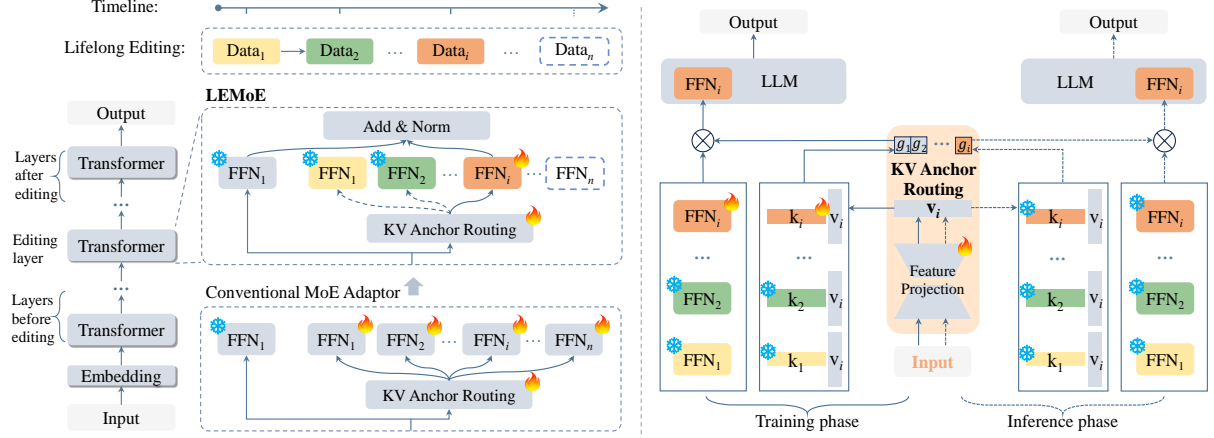 Timeline:
Lifelong Editing:
Data1
Data2
...
Datai
...
Datan
LEMoE
Output
Add & Norm
Layers
after
editing
Transformer
...
FFN1
FFN1
FFN2
...
FFNi
...
FFNn
KV Anchor Routing
Editing
layer
Transformer
...
Layers
before
editing
Transformer
Embedding
Input
Conventional MoE Adaptor
FFN1
FFN1
FFN2
...
FFNi
...
FFNn
KV Anchor Routing
Output
Output
FFNi
LLM
LLM
FFNi
g1 g2 ... gi
KV Anchor
Routing
vi
Feature
Projection
Input
FFNi
...
FFN2
FFN1
ki
vi
...
k2
vi
k1
vi
ki
vi
...
k2
vi
k1
vi
FFNi
...
FFN2
FFN1
Training phase
Inference phase